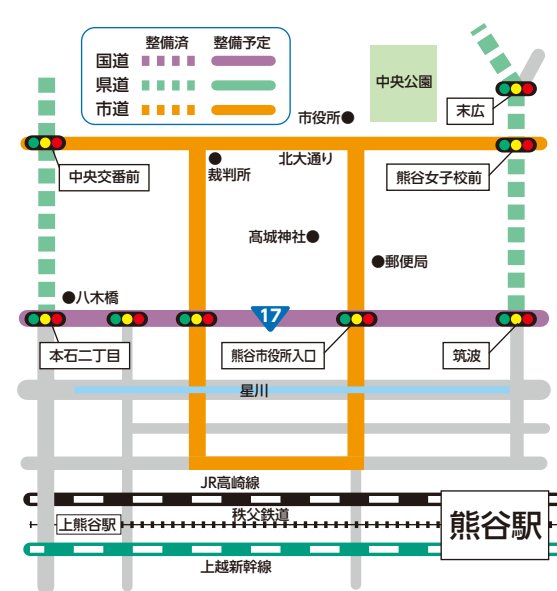 整備済 整備予定
国道
県道
市道
中央公園
市役所
末広
北大通り
裁判所
中央交番前
熊谷女子校前
髙城神社
郵便局
八木橋
17
本石二丁目
熊谷市役所入口
筑波
星川
JR高崎線
秩父鉄道
上熊谷駅
熊谷駅
上越新幹線